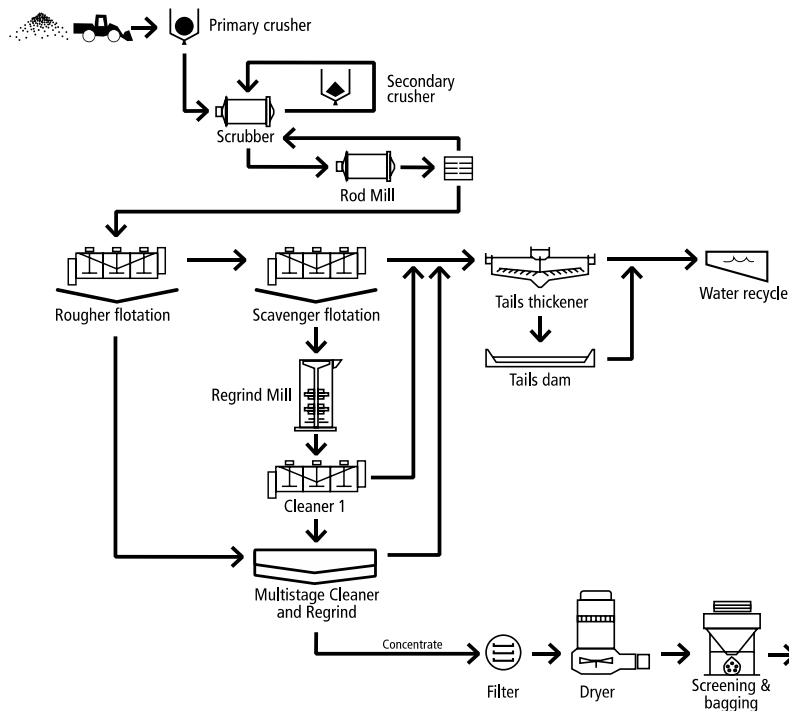 Primary crusher
Secondary
crusher
Scrubber
Rod Mill
Rougher flotation
Scavenger flotation
Tails thickener
Water recycle
Tails dam
Regrind Mill
Cleaner 1
Multistage Cleaner
and Regrind
Concentrate
Filter
Dryer
Screening &
bagging